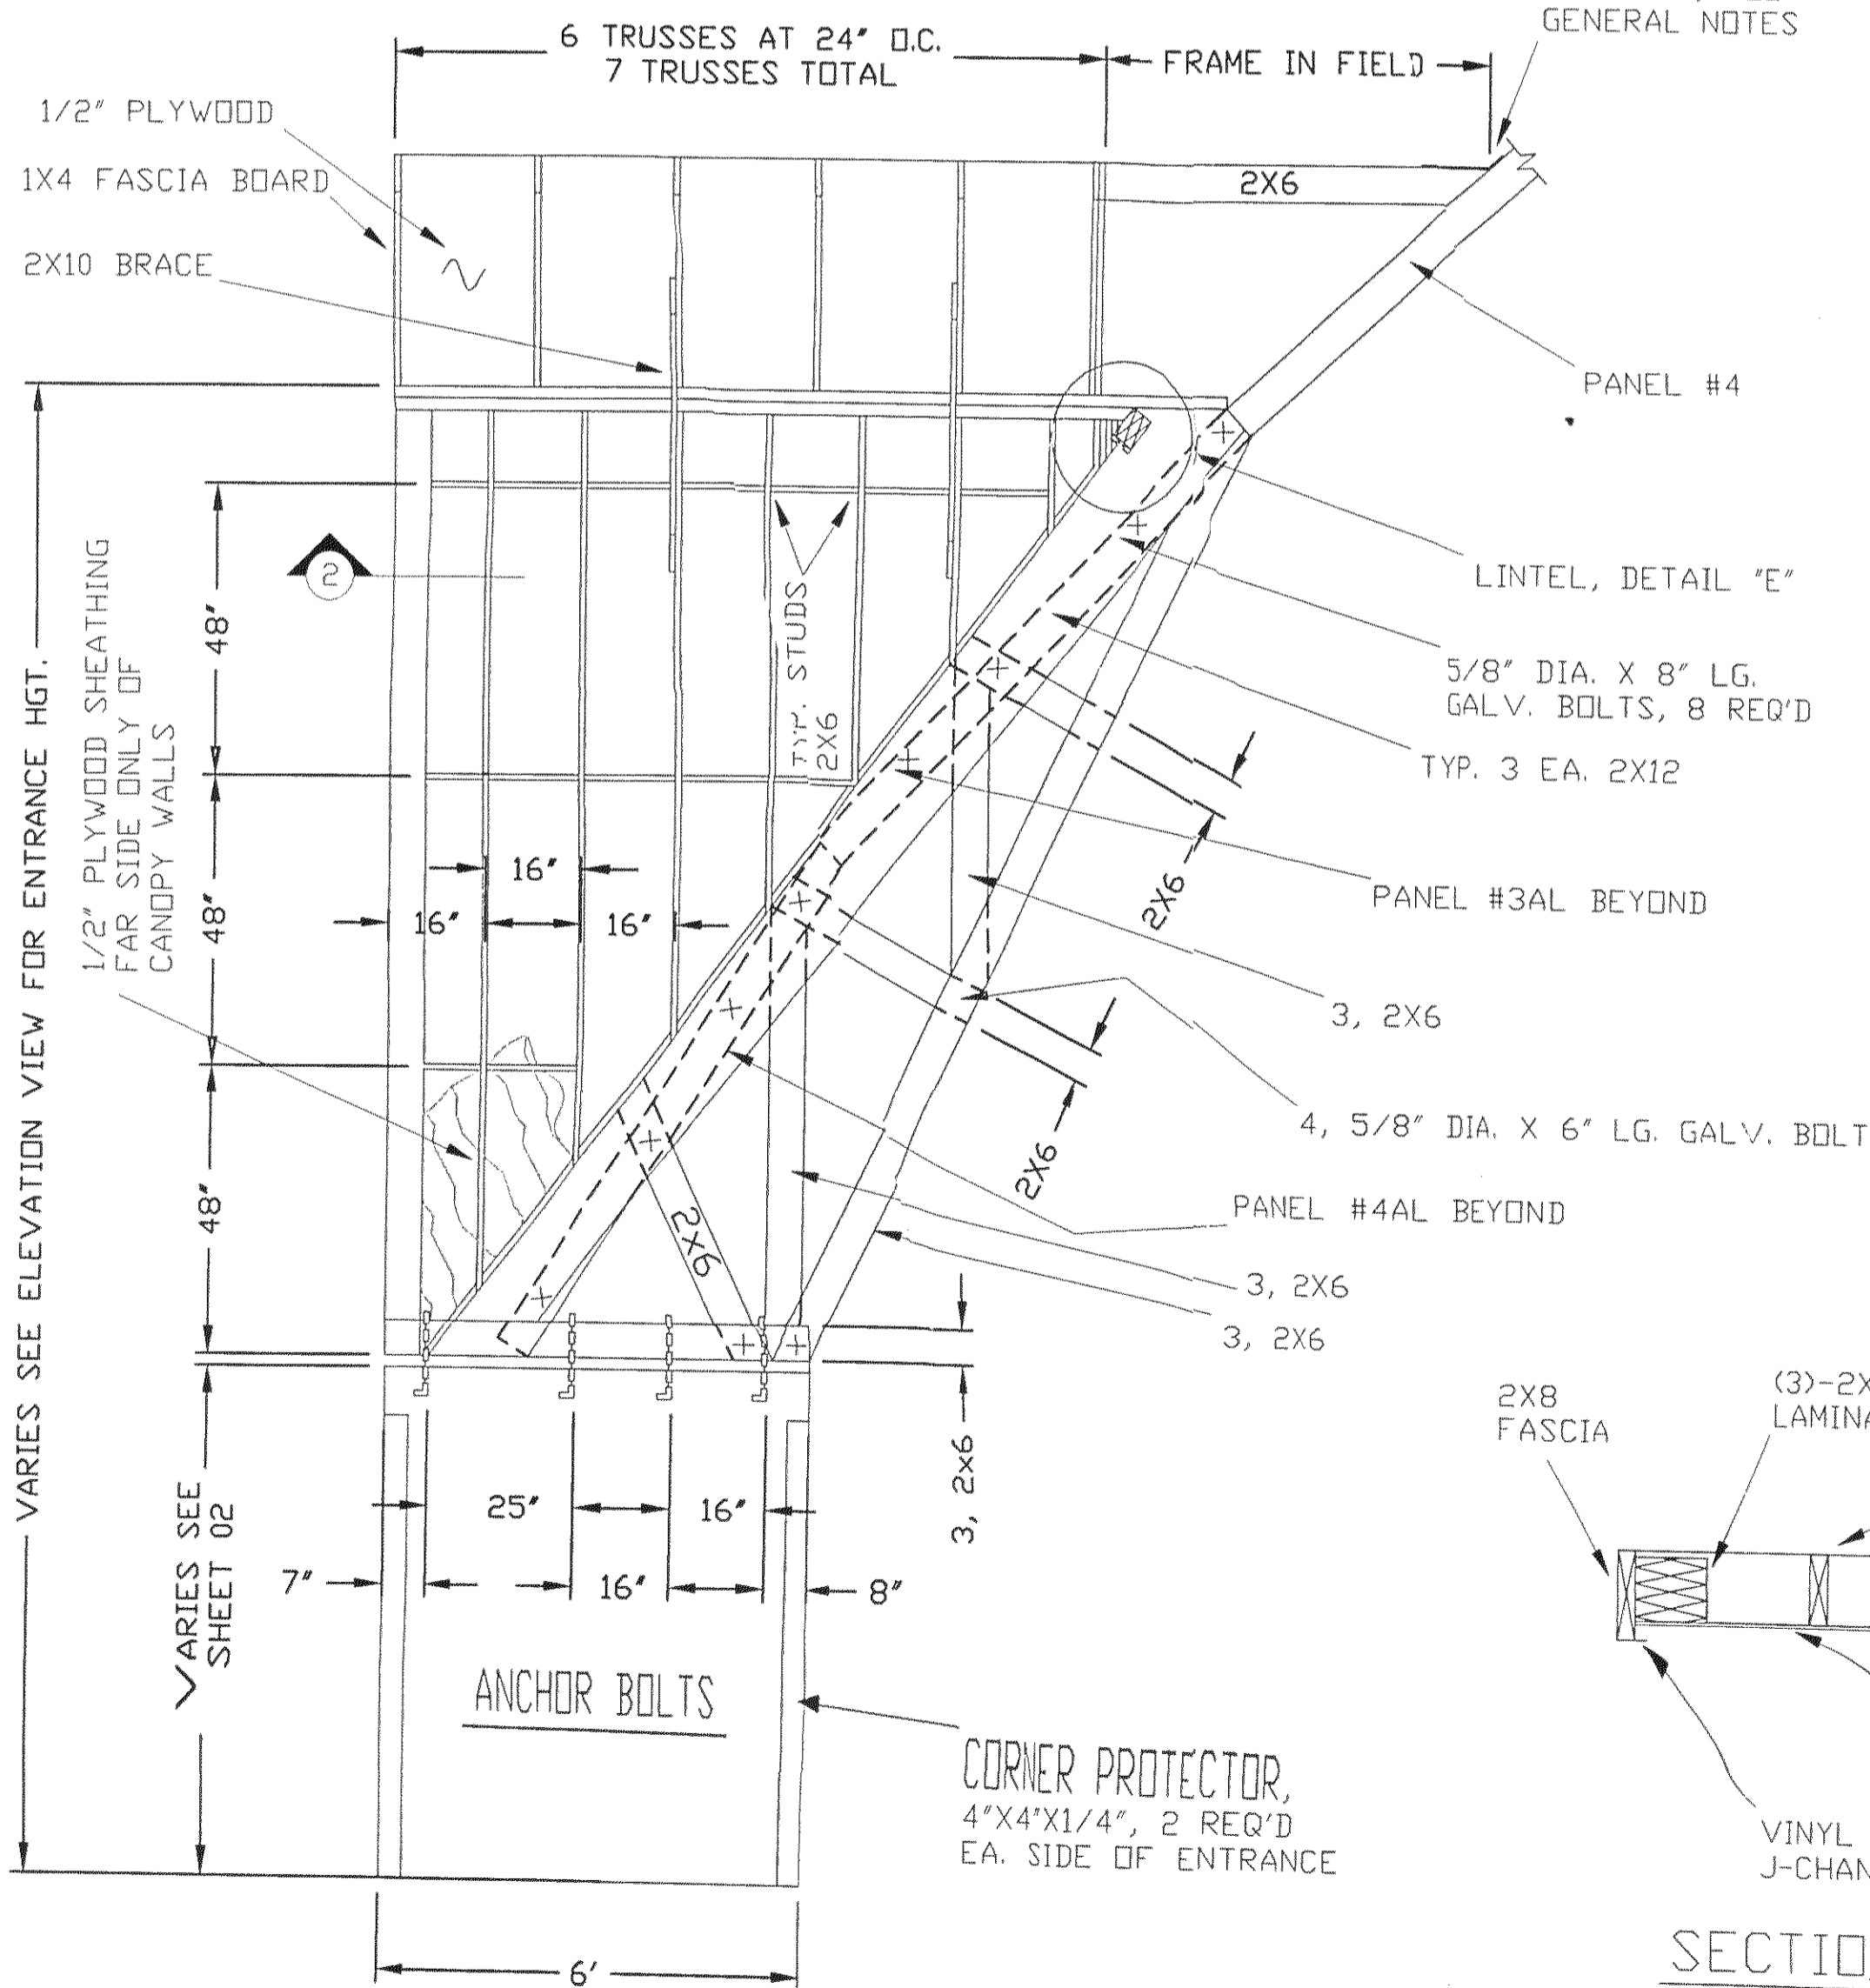 GENERAL NOTES
6 TRUSSES AT 24" O.C.
7 TRUSSES TOTAL
FRAME IN FIELD
1/2" PLYWOOD
1X4 FASCIA BOARD
2X10 BRACE
2X6
PANEL #4
2
LINTEL, DETAIL "E"
5/8" DIA. X 8" LG.
GALV. BOLTS, 8 REQ'D
TYP. 3 EA. 2X12
PANEL #3AL BEYOND
3, 2X6
4, 5/8" DIA. X 6" LG. GALV. BOLT
PANEL #4AL BEYOND
3, 2X6
3, 2X6
TYP. STUDS
2X6
2X6
2X6
2X6
48"
48"
48"
16"
16"
16"
1/2" PLYWOOD SHEATHING
FAR SIDE ONLY OF
CANOPY WALLS
VARIES SEE ELEVATION VIEW FOR ENTRANCE HGT.
VARIES SEE
SHEET 02
3, 2x6
25"
16"
7"
16"
8"
ANCHOR BOLTS
CORNER PROTECTOR,
4"X4"X1/4", 2 REQ'D
EA. SIDE OF ENTRANCE
6'
2X8
FASCIA
(3)-2X
LAMINA
VINYL
J-CHAN
SECTIO